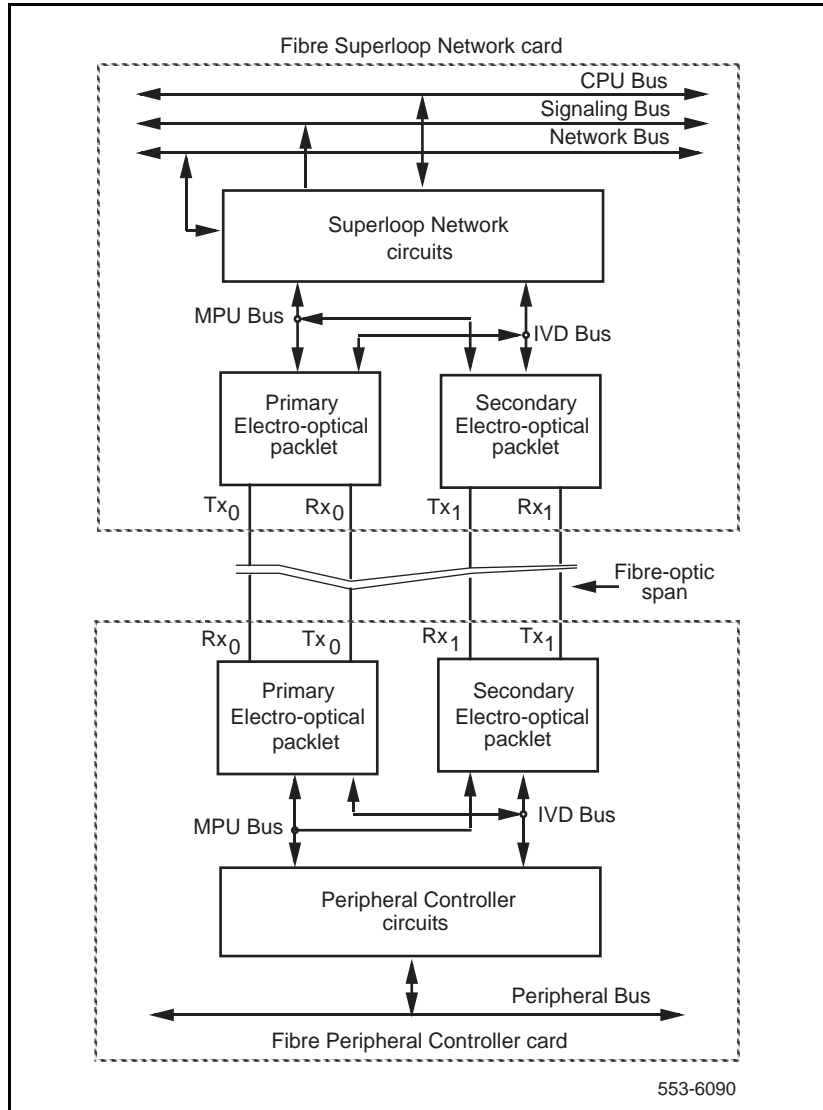 Fibre Superloop Network card
CPU Bus
Signaling Bus
Network Bus
Superloop Network
circuits
MPU Bus
IVD Bus
Primary
Electro-optical
packlet
Secondary
Electro-optical
packlet
Tx0
Rx0
Tx1
Rx1
Fibre-optic
span
Rx0
Tx0
Rx1
Tx1
Primary
Electro-optical
packlet
Secondary
Electro-optical
packlet
MPU Bus
IVD Bus
Peripheral Controller
circuits
Peripheral Bus
Fibre Peripheral Controller card
553-6090